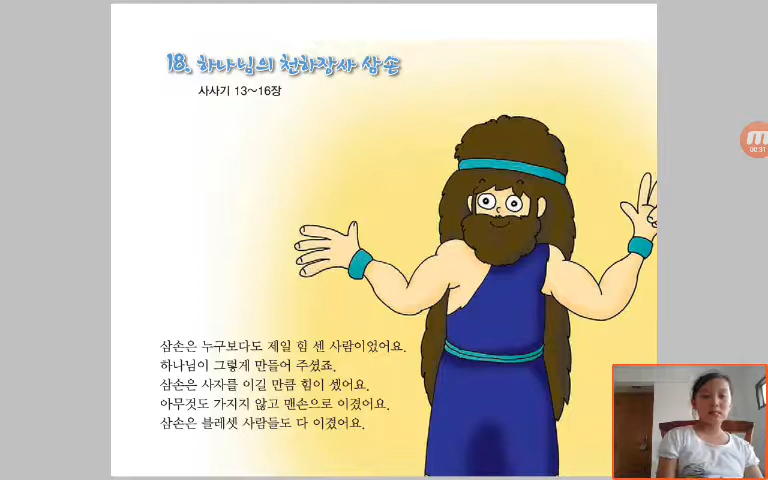 18. 하나님의 천하장사 삼손
사사기 13~16장
삼손은 누구보다도 제일 힘 센 사람이었어요.
하나님이 그렇게 만들어 주셨죠.
삼손은 사자를 이길 만큼 힘이 셌어요.
아무것도 가지지 않고 맨손으로 이겼어요.
삼손은 블레셋 사람들도 다 이겼어요.
00:31